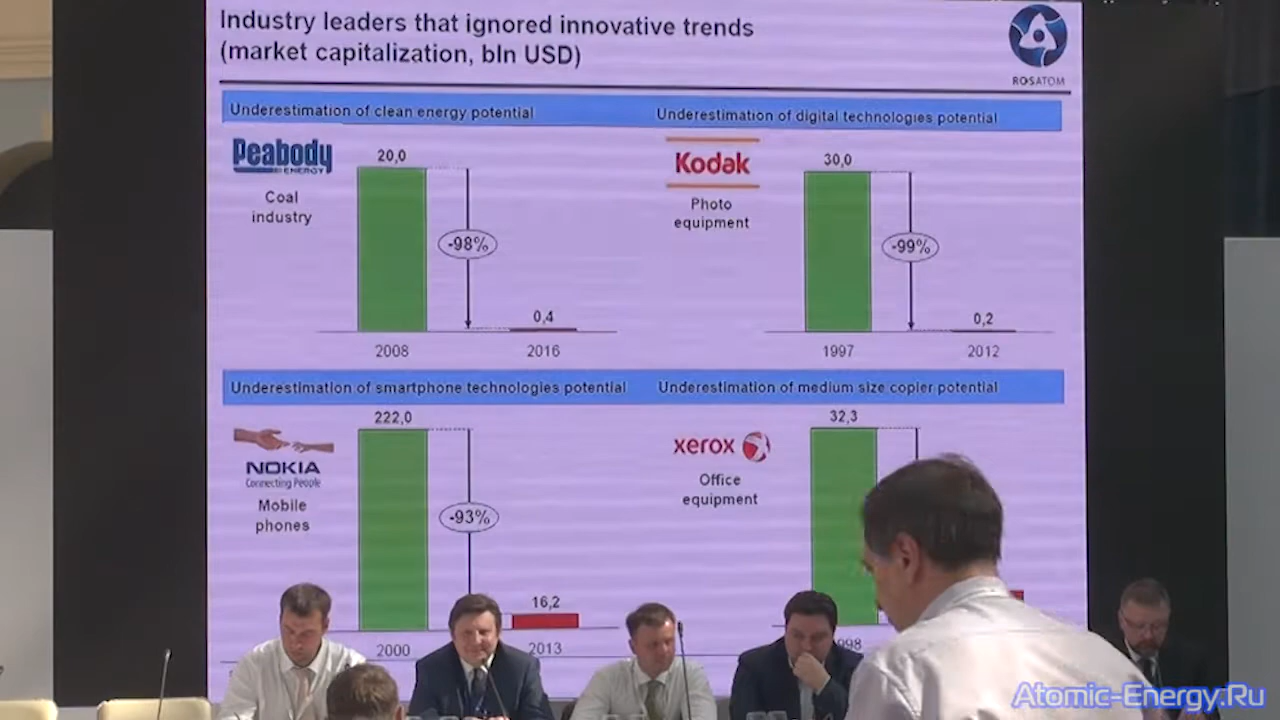 Industry leaders that ignored innovative trends
(market capitalization, bln USD)
ROSATOM
Underestimation of clean energy potential
Peabody
ENERGY
Coal
industry
20,0
-98%
0,4
2008
2016
Underestimation of digital technologies potential
Kodak
Photo
equipment
30,0
-99%
0,2
1997
2012
Underestimation of smartphone technologies potential
NOKIA
Connecting People
Mobile
phones
222,0
-93%
16,2
2000
2013
Underestimation of medium size copier potential
xerox
Office
equipment
32,3
998
Atomic-Energy.Ru